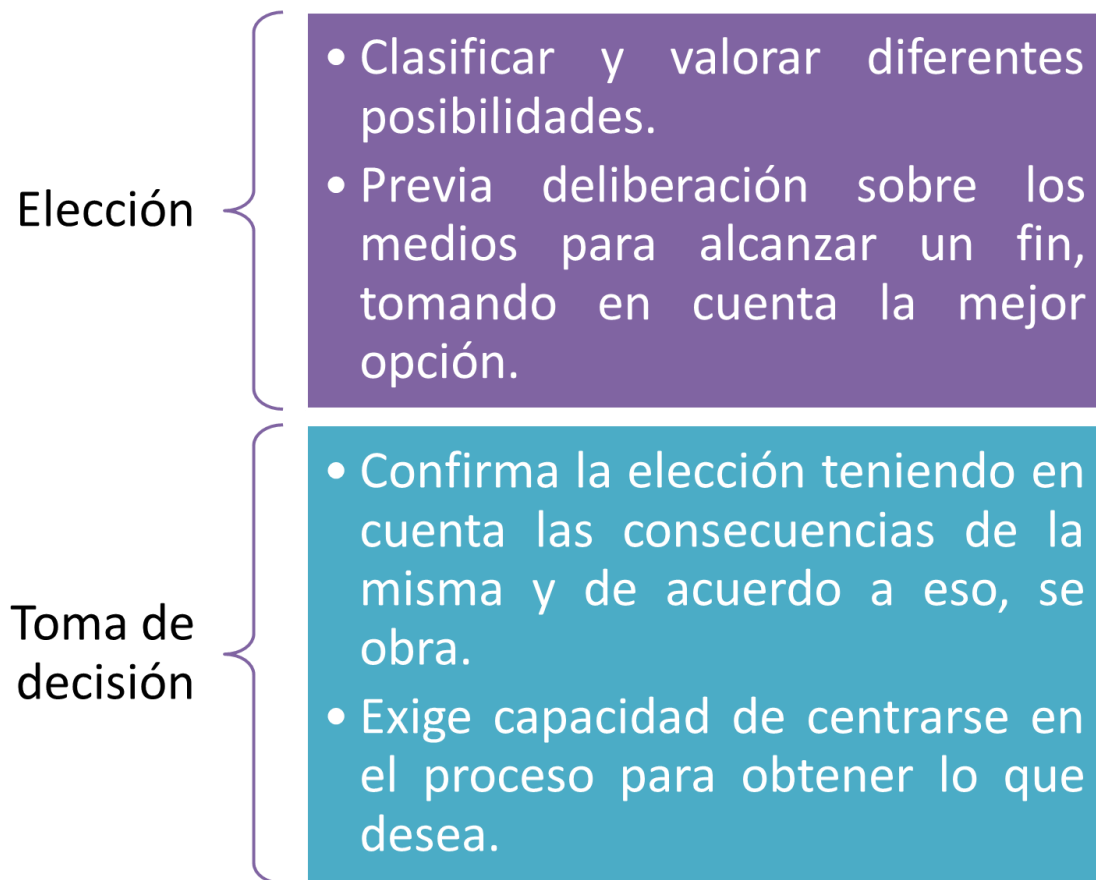 Elección
• Clasificar y valorar diferentes
posibilidades.
• Previa deliberación sobre los
medios para alcanzar un fin,
tomando en cuenta la mejor
opción.
Toma de
decisión
• Confirma la elección teniendo en
cuenta las consecuencias de la
misma y de acuerdo a eso, se
obra.
• Exige capacidad de centrarse en
el proceso para obtener lo que
desea.